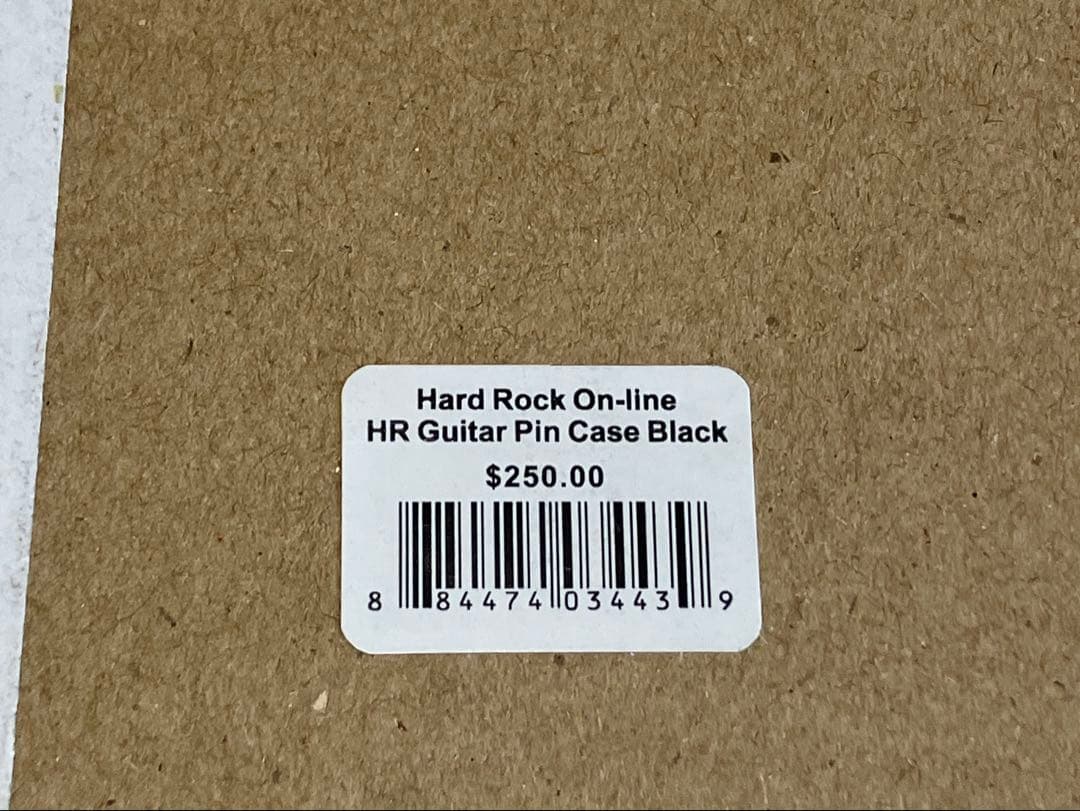 Hard Rock On-line
HR Guitar Pin Case Black
$250.00
8 84474 03443 9